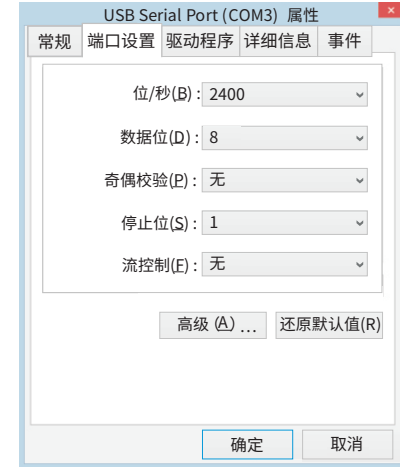 USB Serial Port (COM3) 属性
×
常规 端口设置 驱动程序 详细信息 事件
位/秒(B)：2400
数据位(D)：8
奇偶校验(P)：无
停止位(S)：1
流控制(F)：无
高级 (A) ... 还原默认值(R)
确定 取消